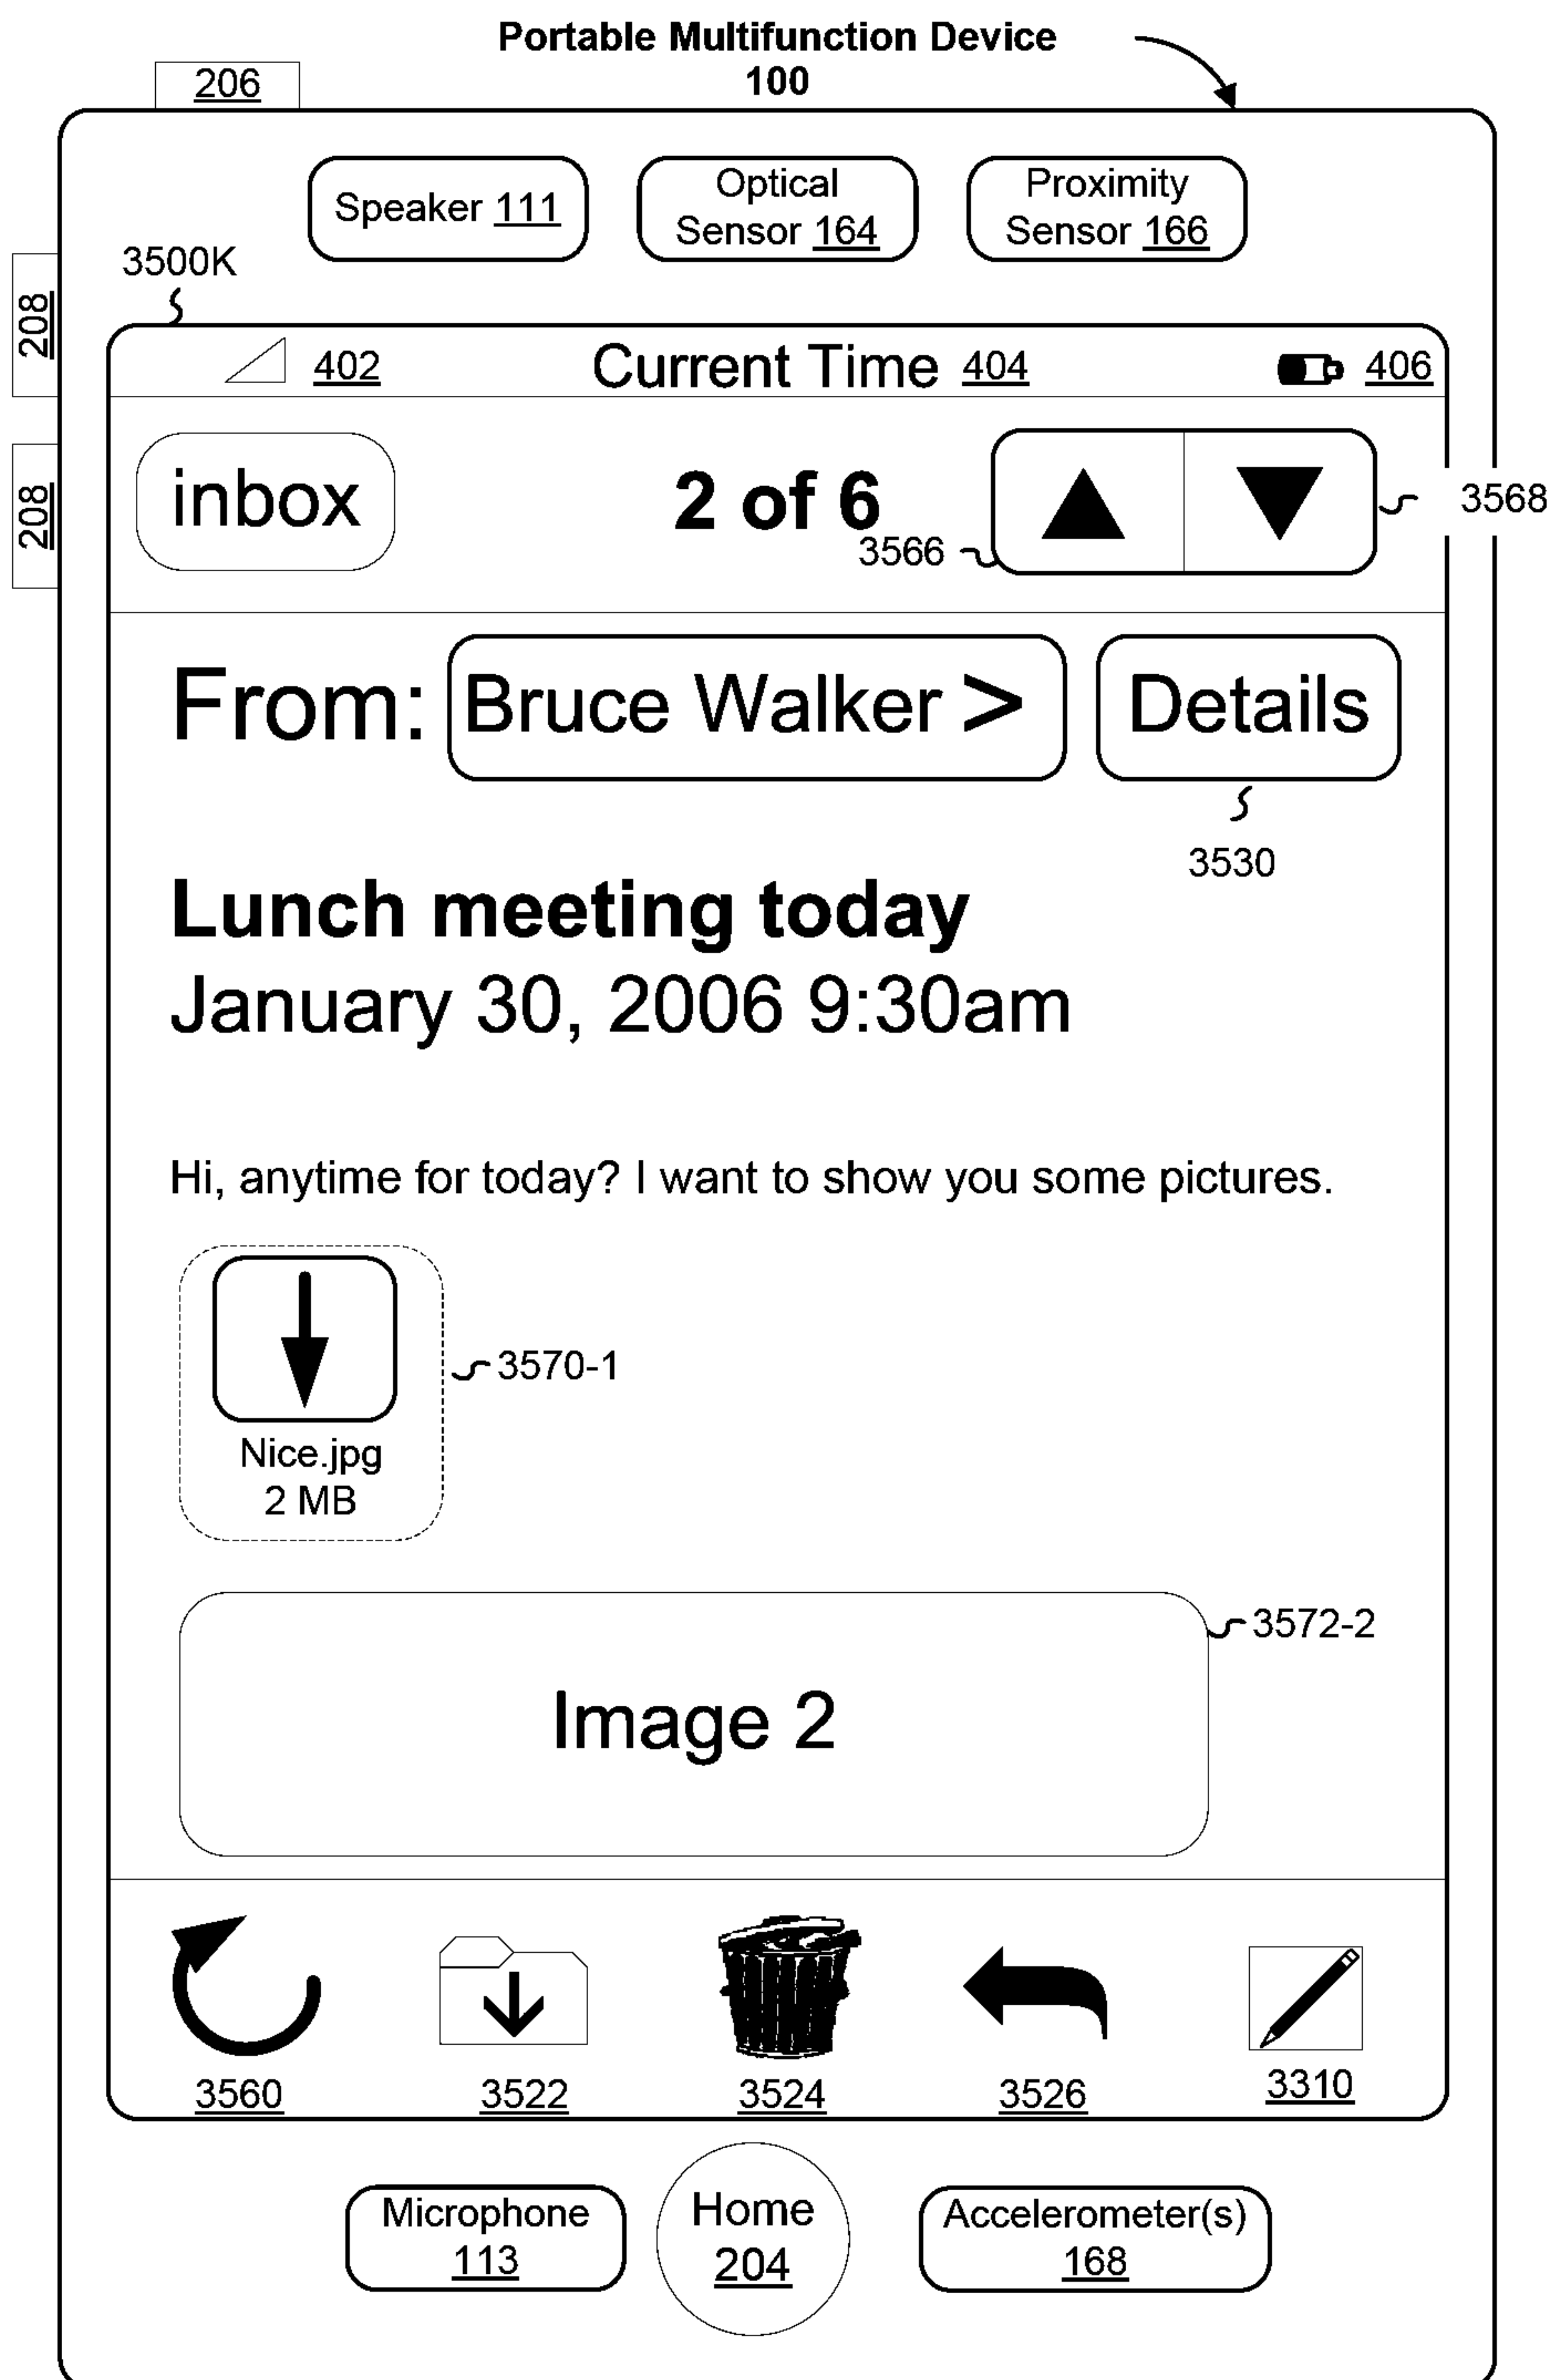 Portable Multifunction Device
100
206
Speaker 111
Optical
Sensor 164
Proximity
Sensor 166
3500K
208
402
Current Time 404
406
208
inbox
2 of 6
3566
3568
From: Bruce Walker >
Details
3530
Lunch meeting today
January 30, 2006 9:30am
Hi, anytime for today? I want to show you some pictures.
3570-1
Nice.jpg
2 MB
3572-2
Image 2
3560
3522
3524
3526
3310
Microphone
113
Home
204
Accelerometer(s)
168